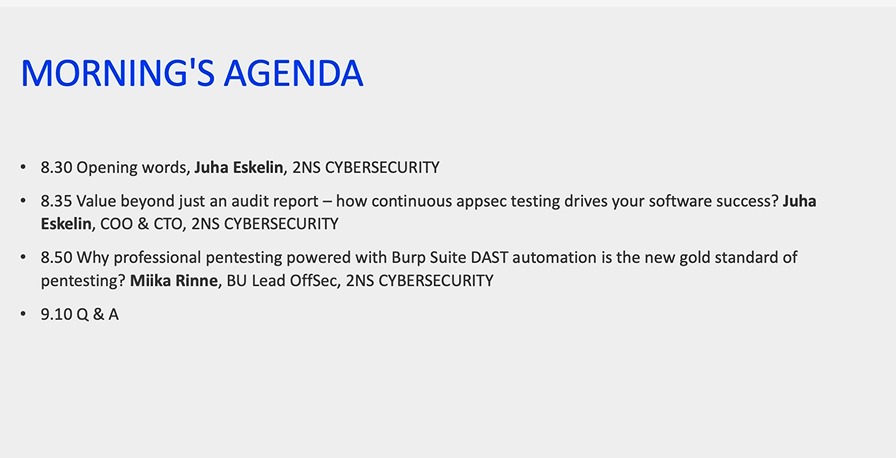 MORNING'S AGENDA
• 8.30 Opening words, Juha Eskelin, 2NS CYBERSECURITY
• 8.35 Value beyond just an audit report – how continuous appsec testing drives your software success? Juha
Eskelin, COO & CTO, 2NS CYBERSECURITY
• 8.50 Why professional pentesting powered with Burp Suite DAST automation is the new gold standard of
pentesting? Miika Rinne, BU Lead OffSec, 2NS CYBERSECURITY
• 9.10 Q & A